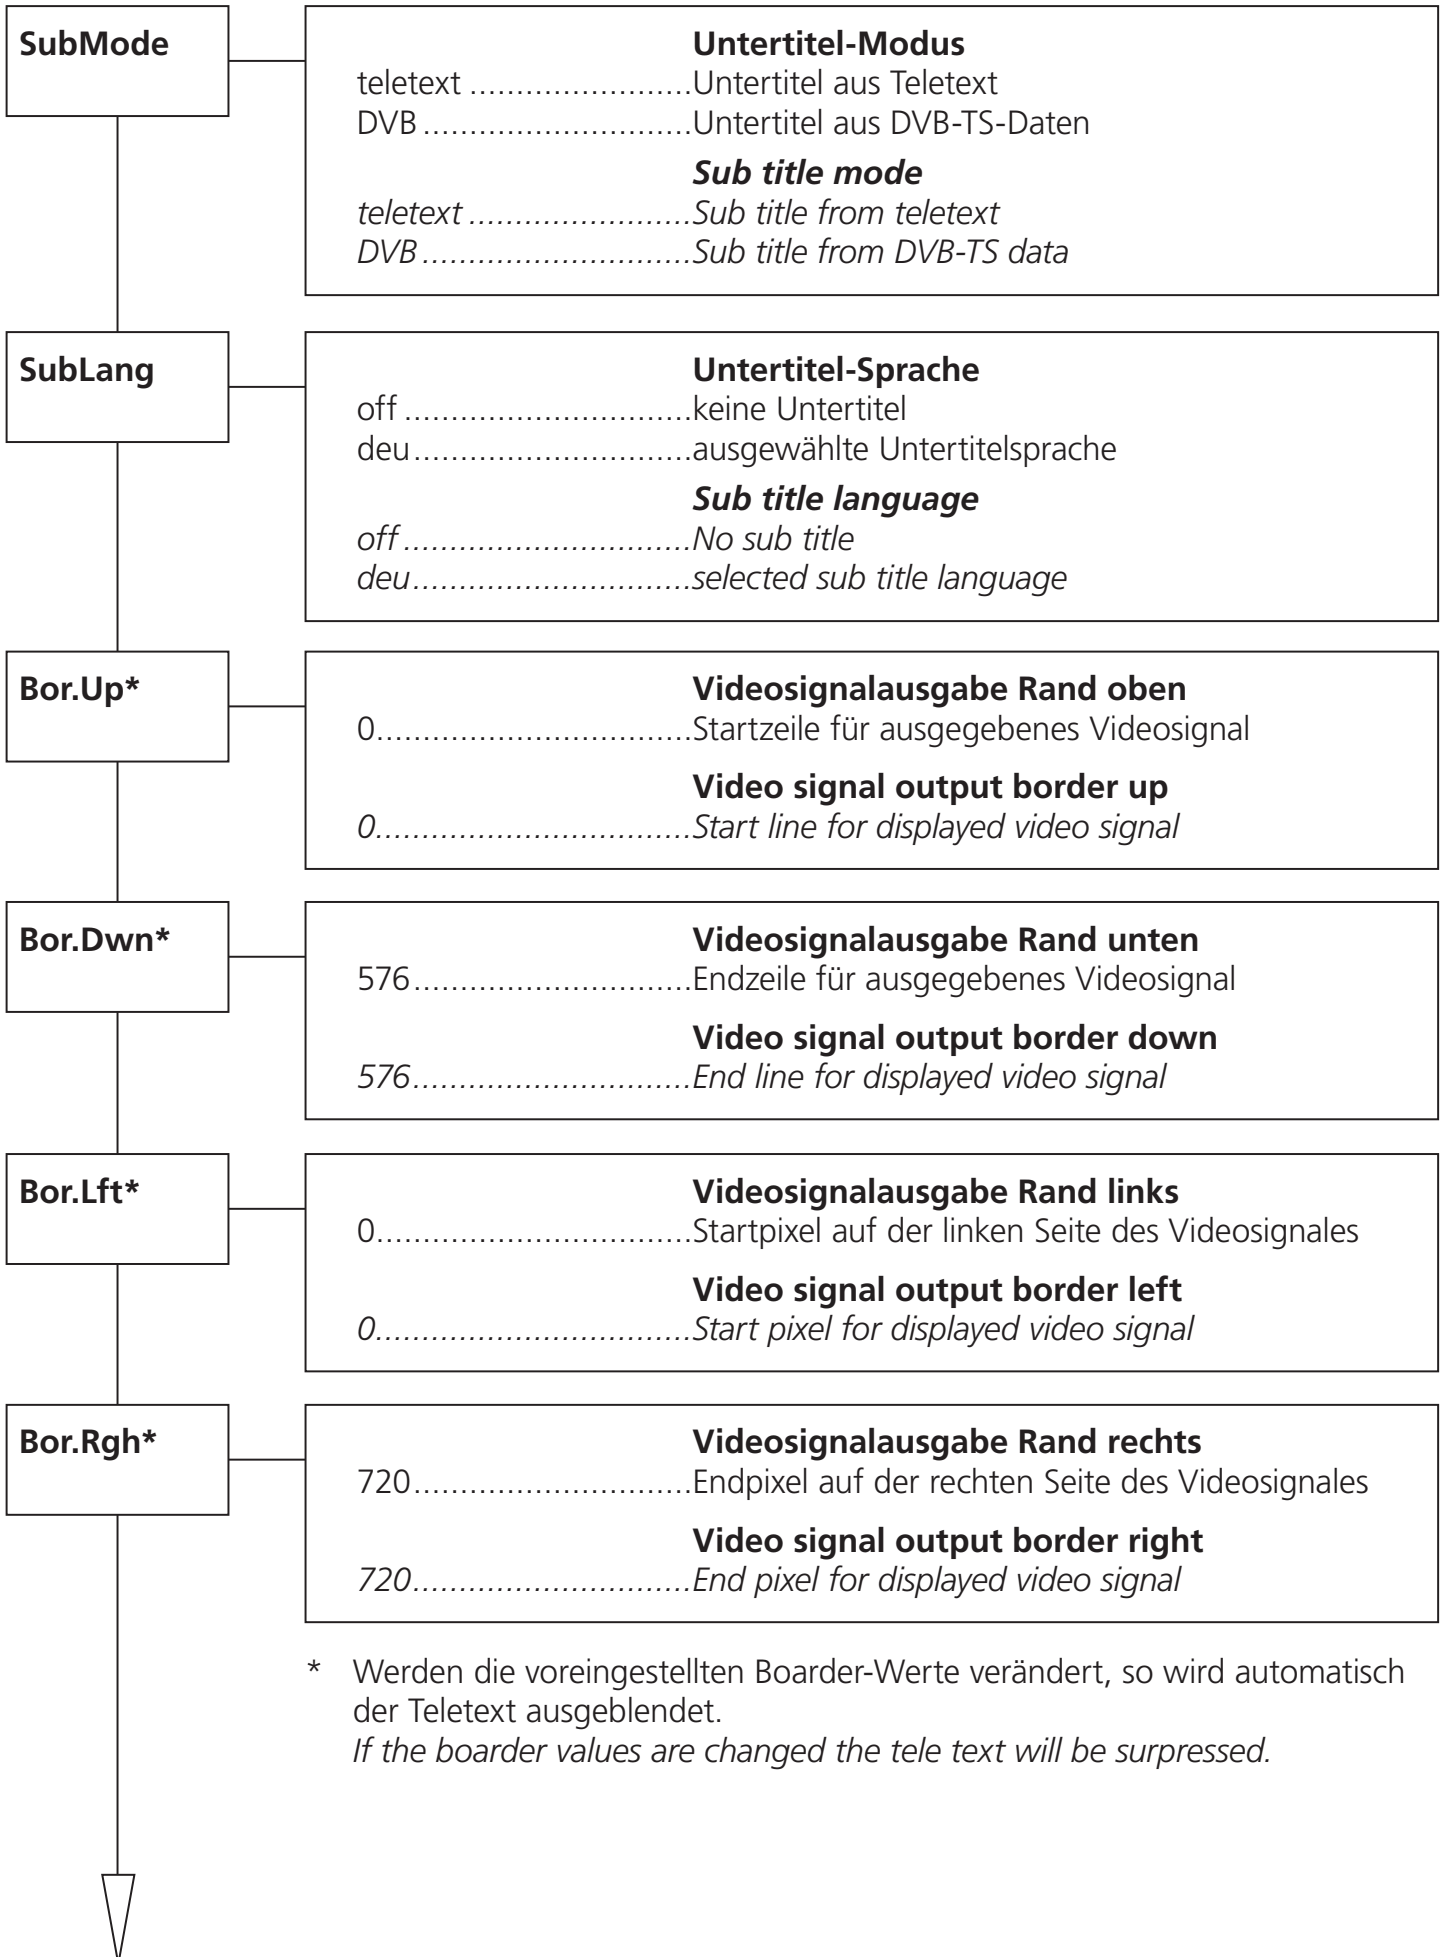 SubMode
Untertitel-Modus
teletext ........................Untertitel aus Teletext
DVB .............................Untertitel aus DVB-TS-Daten
Sub title mode
teletext ........................Sub title from teletext
DVB .............................Sub title from DVB-TS data
SubLang
Untertitel-Sprache
off ...............................keine Untertitel
deu ..............................ausgewählte Untertitelsprache
Sub title language
off ...............................No sub title
deu ..............................selected sub title language
Bor.Up*
Videosignalausgabe Rand oben
0..................................Startzeile für ausgegebenes Videosignal
Video signal output border up
0..................................Start line for displayed video signal
Bor.Dwn*
Videosignalausgabe Rand unten
576..............................Endzeile für ausgegebenes Videosignal
Video signal output border down
576..............................End line for displayed video signal
Bor.Lft*
Videosignalausgabe Rand links
0..................................Startpixel auf der linken Seite des Videosignales
Video signal output border left
0..................................Start pixel for displayed video signal
Bor.Rgh*
Videosignalausgabe Rand rechts
720..............................Endpixel auf der rechten Seite des Videosignales
Video signal output border right
720..............................End pixel for displayed video signal
* Werden die voreingestellten Boarder-Werte verändert, so wird automatisch
der Teletext ausgeblendet.
If the boarder values are changed the tele text will be surpressed.